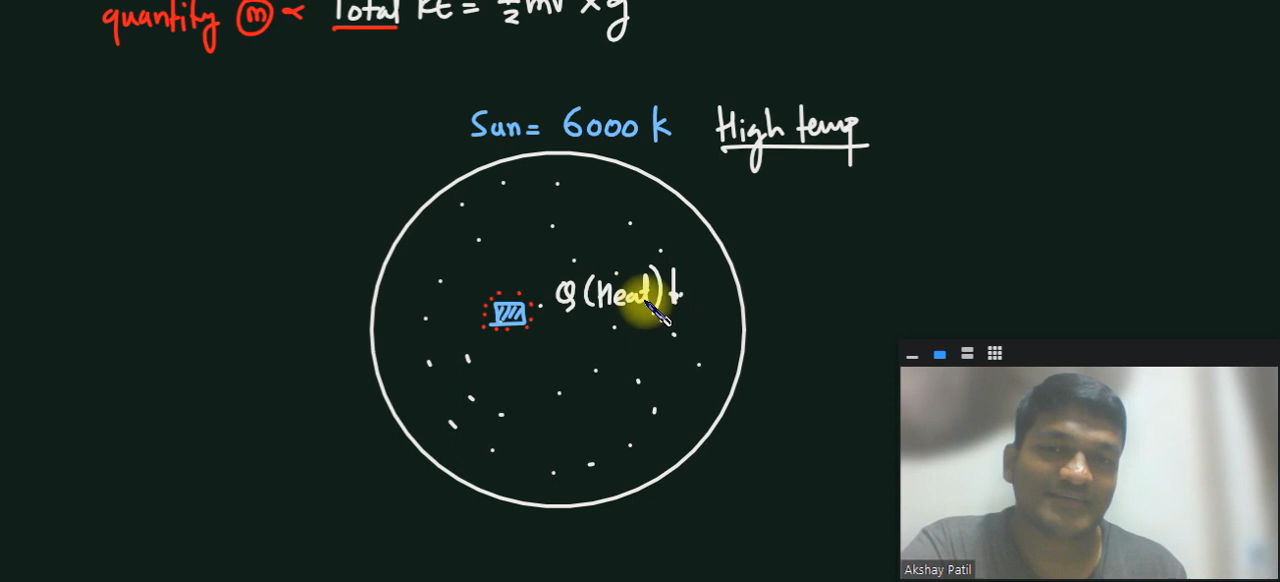 quantity (m) ∝ Total KE = ½mv² × g
Sun = 6000 k High temp
Q (Heat) t
Akshay Patil